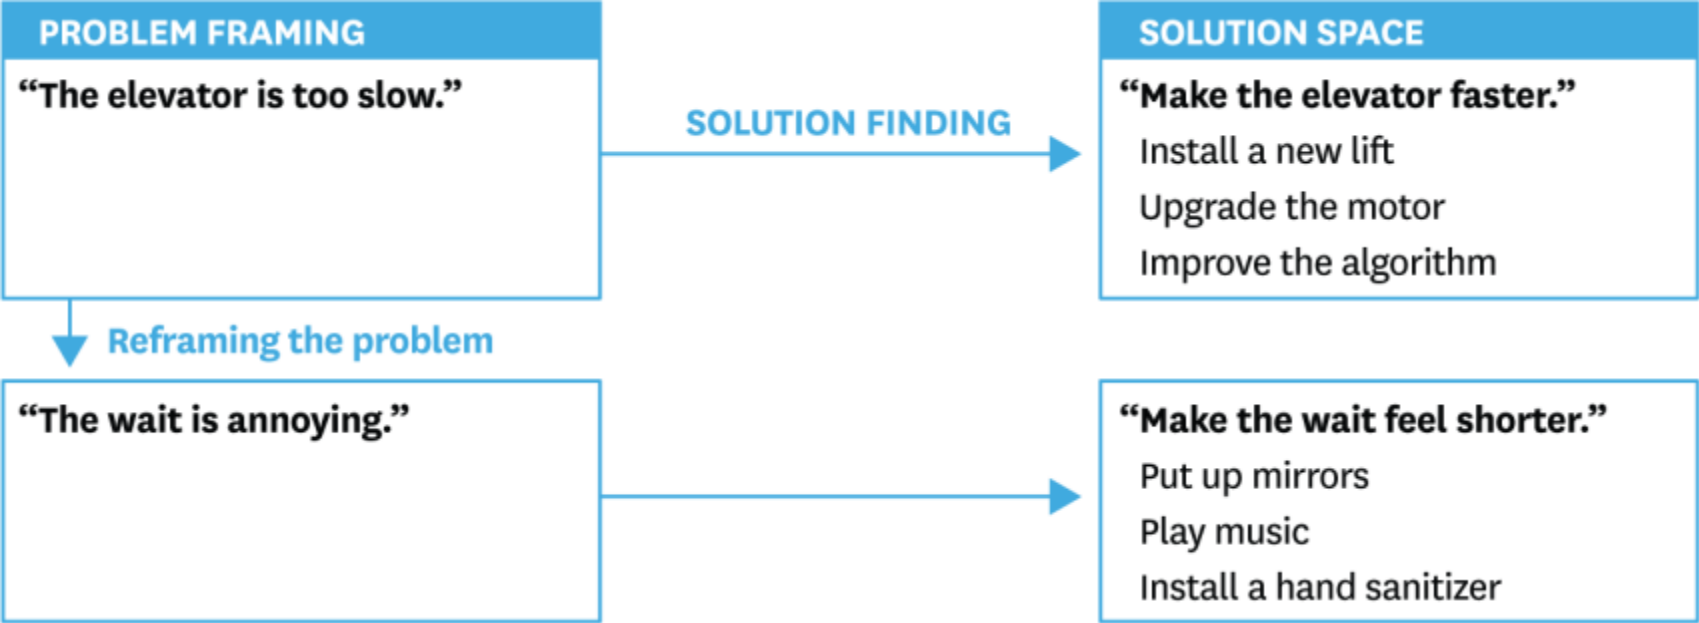 PROBLEM FRAMING
“The elevator is too slow.”
SOLUTION FINDING
SOLUTION SPACE
“Make the elevator faster.”
Install a new lift
Upgrade the motor
Improve the algorithm
Reframing the problem
“The wait is annoying.”
“Make the wait feel shorter.”
Put up mirrors
Play music
Install a hand sanitizer